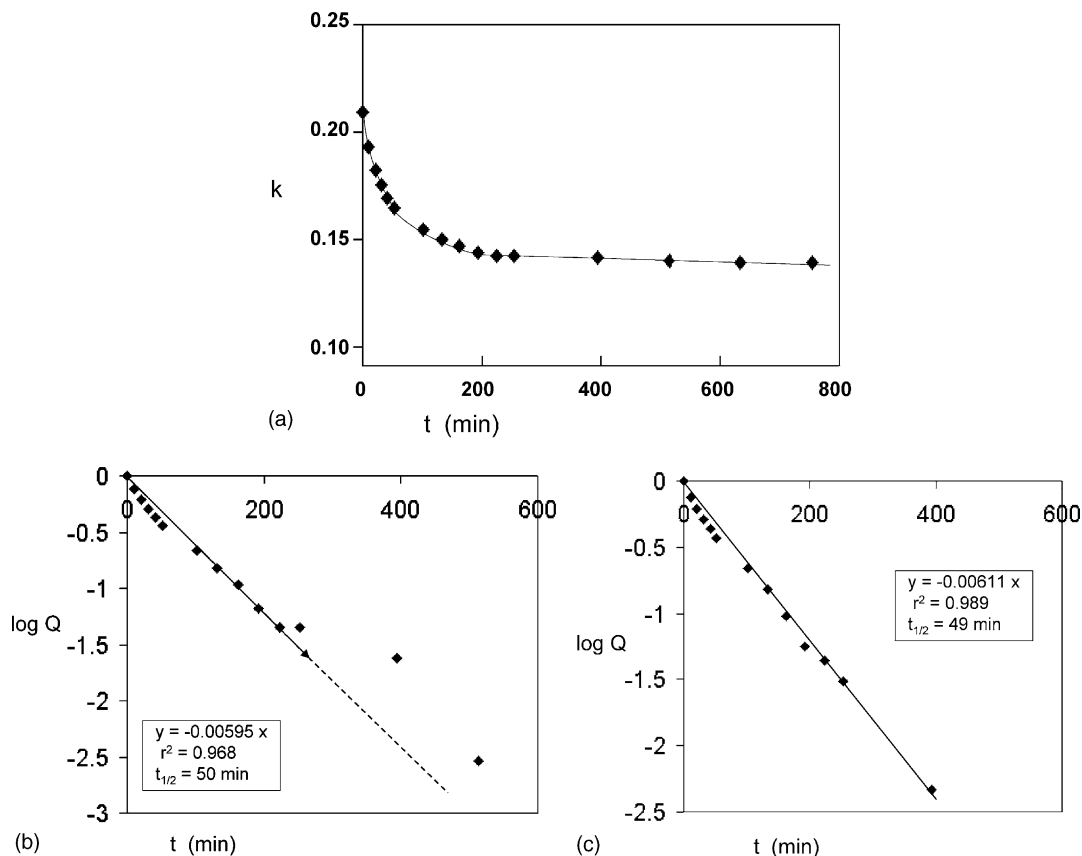 0.25
0.20
k
0.15
0.10
0 200 400 600 800
(a) t (min)
0
0 200 400 600
-0.5
-1
log Q
-1.5
-2
-2.5
-3
y = -0.00595 x
r² = 0.968
t1/2 = 50 min
(b) t (min)
0
0 200 400 600
-0.5
-1
log Q
-1.5
-2
-2.5
y = -0.00611 x
r² = 0.989
t1/2 = 49 min
(c) t (min)